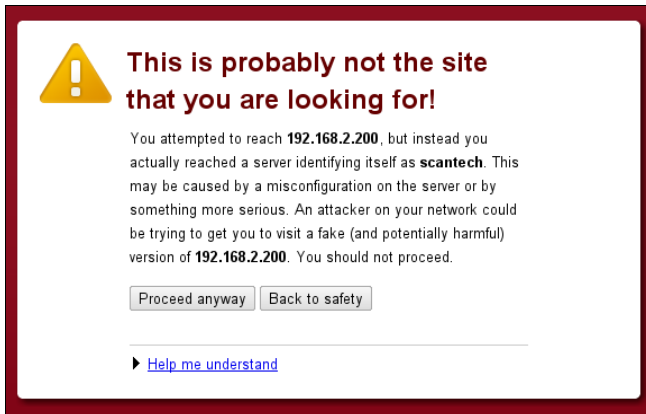 This is probably not the site
that you are looking for!
You attempted to reach 192.168.2.200, but instead you
actually reached a server identifying itself as scantech. This
may be caused by a misconfiguration on the server or by
something more serious. An attacker on your network could
be trying to get you to visit a fake (and potentially harmful)
version of 192.168.2.200. You should not proceed.
Proceed anyway Back to safety
Help me understand